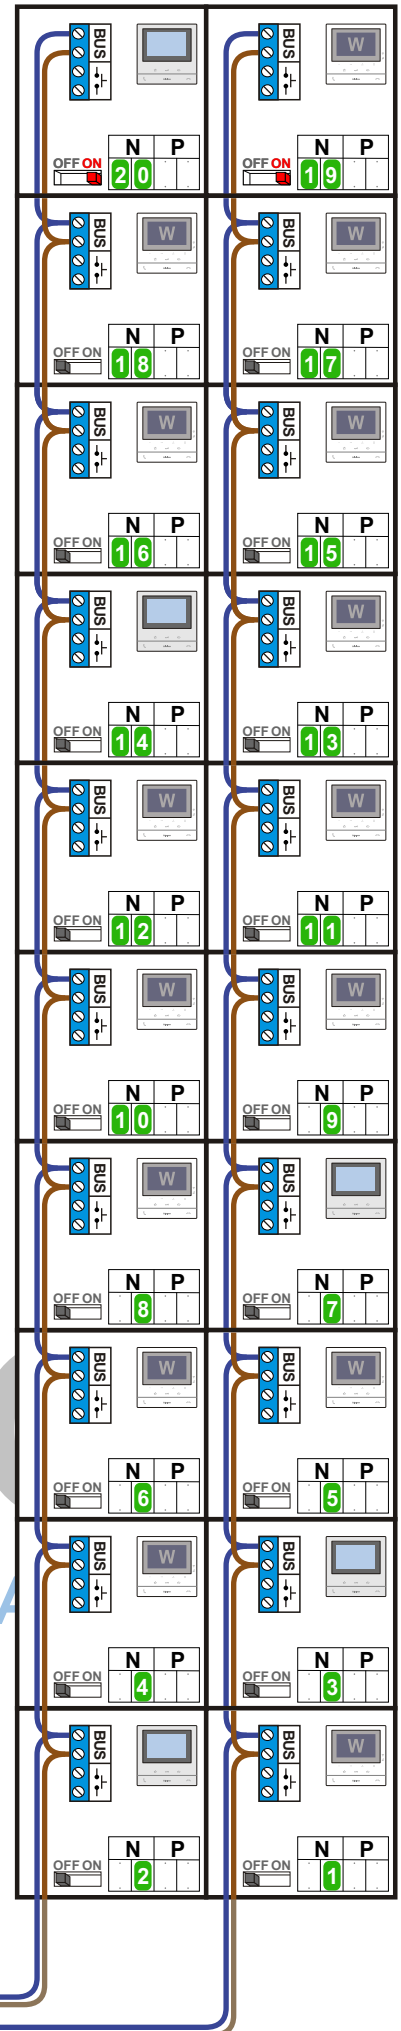 BUS BUS
W
N P N P
OFF ON 20 OFF ON 19
BUS BUS
W W
N P N P
OFF ON 18 OFF ON 17
BUS BUS
W W
N P N P
OFF ON 16 OFF ON 15
BUS BUS
W
N P N P
OFF ON 14 OFF ON 13
BUS BUS
W W
N P N P
OFF ON 12 OFF ON 11
BUS BUS
W W
N P N P
OFF ON 10 OFF ON 9
BUS BUS
W
N P N P
OFF ON 8 OFF ON 7
BUS BUS
W W
N P N P
OFF ON 6 OFF ON 5
BUS BUS
W
N P N P
OFF ON 4 OFF ON 3
BUS BUS
W
N P N P
OFF ON 2 OFF ON 1